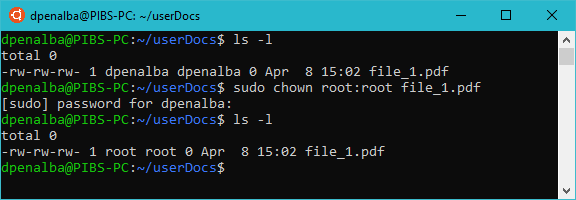 dpenalba@PIBS-PC: ~/userDocs
dpenalba@PIBS-PC:~/userDocs$ ls -l
total 0
-rw-rw-rw- 1 dpenalba dpenalba 0 Apr  8 15:02 file_1.pdf
dpenalba@PIBS-PC:~/userDocs$ sudo chown root:root file_1.pdf
[sudo] password for dpenalba:
dpenalba@PIBS-PC:~/userDocs$ ls -l
total 0
-rw-rw-rw- 1 root root 0 Apr  8 15:02 file_1.pdf
dpenalba@PIBS-PC:~/userDocs$